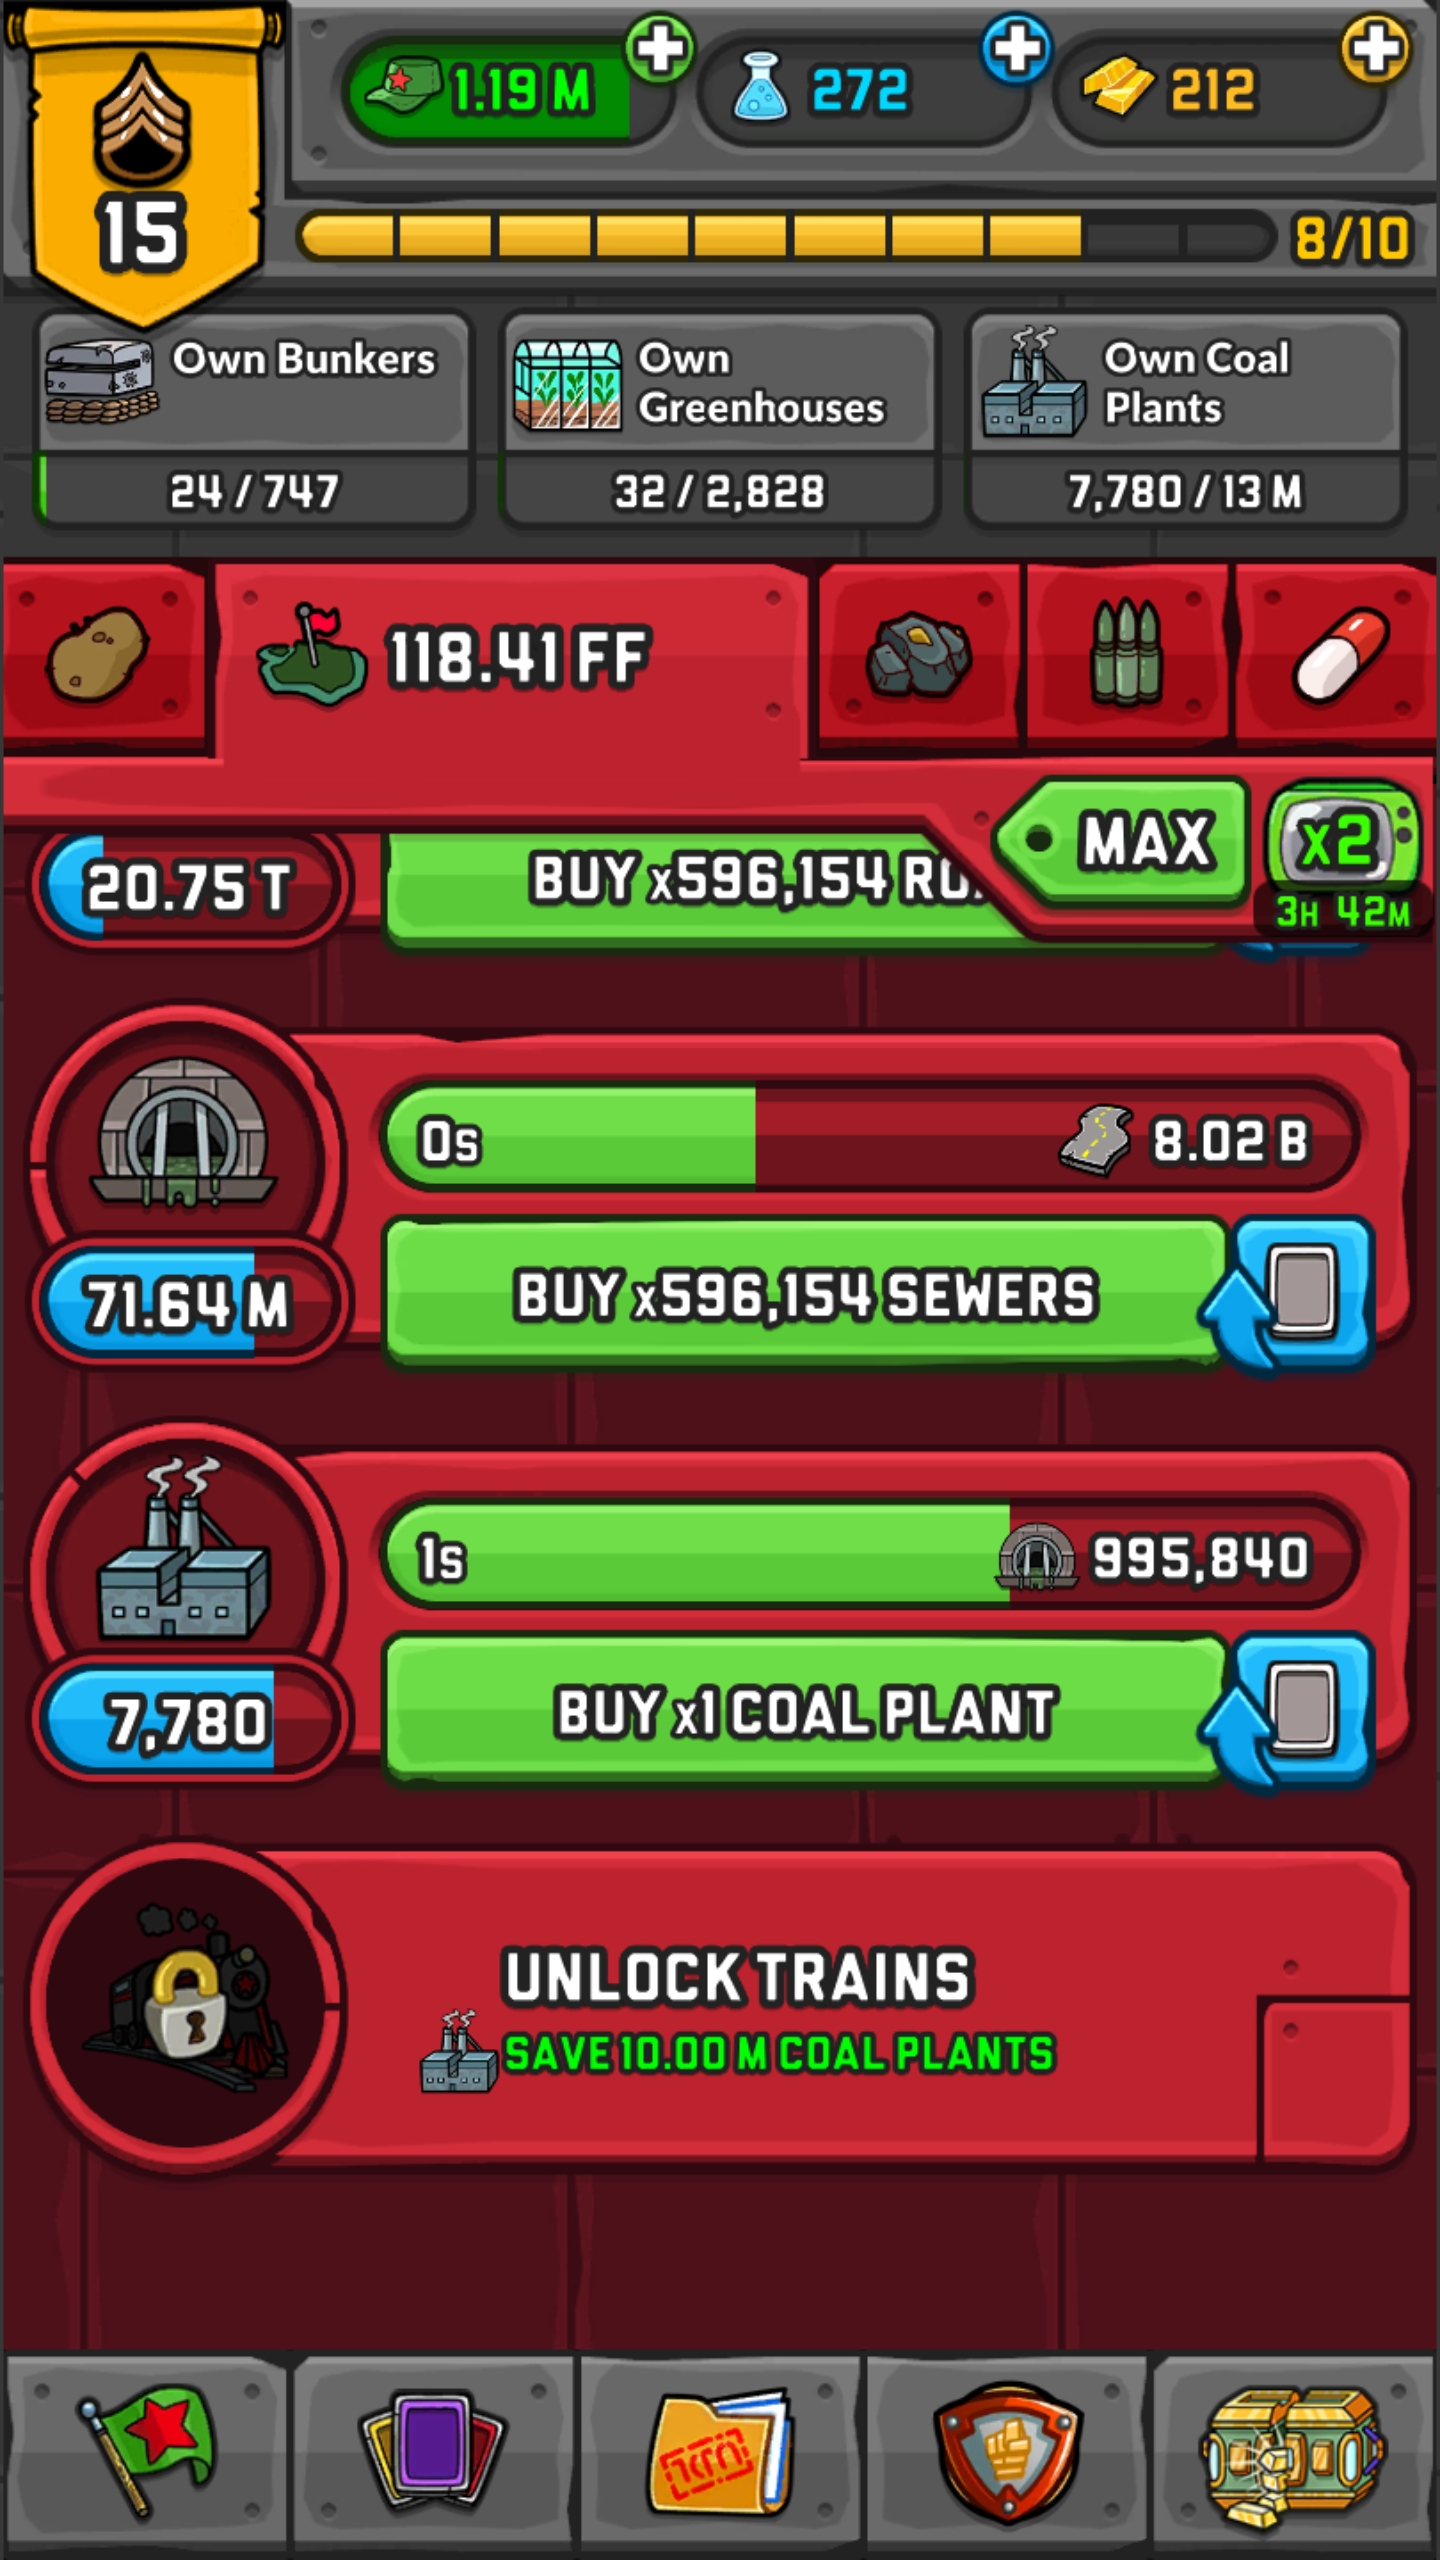 15
1.19 M
272
212
8/10
Own Bunkers
24 / 747
Own
Greenhouses
32 / 2,828
Own Coal
Plants
7,780 / 13 M
118.41 FF
MAX
x2
3H 42M
20.75 T
BUY x596,154
0s
8.02 B
71.64 M
BUY x596,154 SEWERS
1s
995,840
7,780
BUY x1 COAL PLANT
UNLOCK TRAINS
SAVE 10.00 M COAL PLANTS